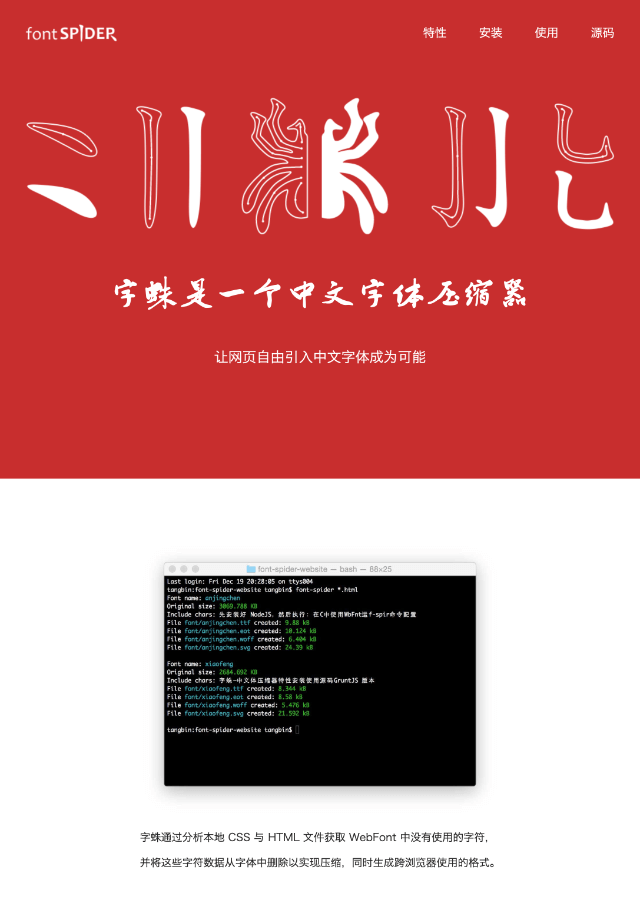 font SPIDER
特性 安装 使用 源码
字蛛是一个中文字体压缩器
让网页自由引入中文字体成为可能
font-spider-website — bash — 88×25
Last login: Fri Dec 19 20:28:05 on ttys004
tangbin:font-spider-website tangbin$ font-spider *.html
Font name: anjingchen
Original size: 3069.788 KB
Include chars: 先安装好 NodeJS，然后执行：在C中使用WbFnt温f-spir命令配置
File font/anjingchen.ttf created: 9.88 kB
File font/anjingchen.eot created: 10.124 kB
File font/anjingchen.woff created: 6.404 kB
File font/anjingchen.svg created: 24.39 kB
Font name: xiaofeng
Original size: 2684.692 KB
Include chars: 字蛛-中文体压缩器特性安装使用源码GruntJS 版本
File font/xiaofeng.ttf created: 8.344 kB
File font/xiaofeng.eot created: 8.58 kB
File font/xiaofeng.woff created: 5.476 kB
File font/xiaofeng.svg created: 21.592 kB
tangbin:font-spider-website tangbin$
字蛛通过分析本地 CSS 与 HTML 文件获取 WebFont 中没有使用的字符，
并将这些字符数据从字体中删除以实现压缩，同时生成跨浏览器使用的格式。